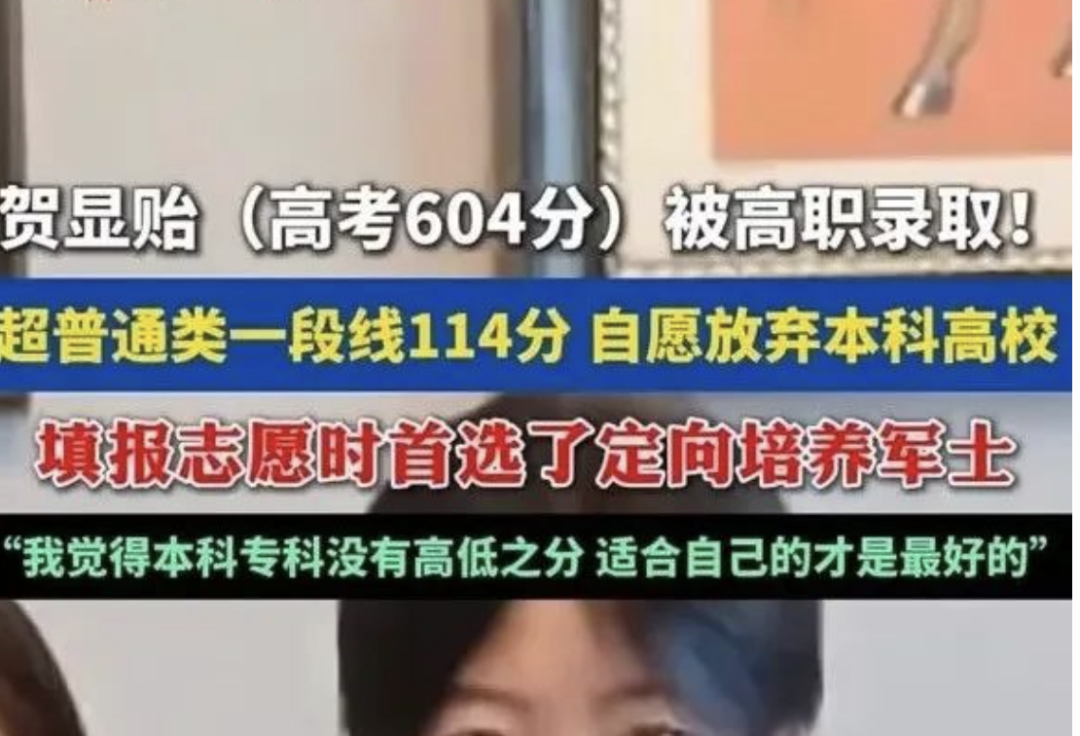 贺显贻（高考604分）被高职录取！
超普通类一段线114分 自愿放弃本科高校
填报志愿时首选了定向培养军士
“我觉得本科专科没有高低之分 适合自己的才是最好的”